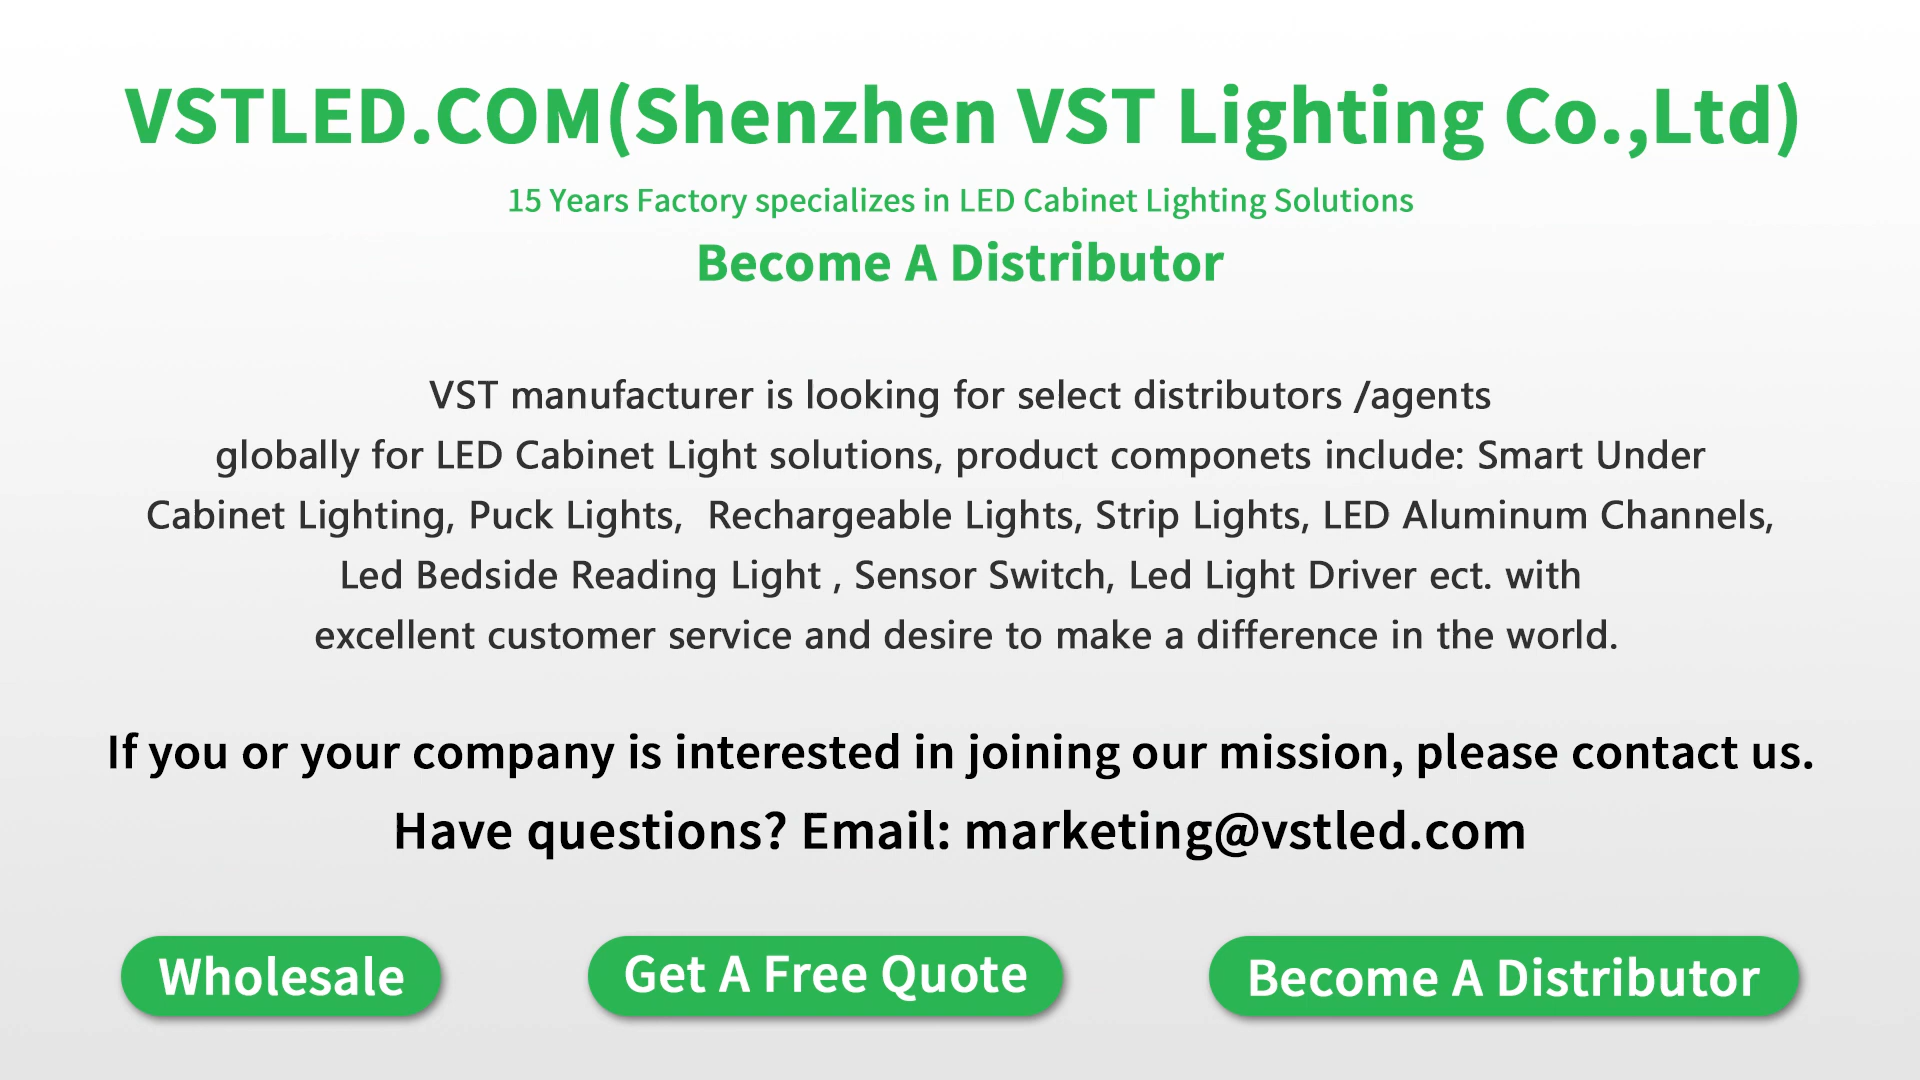 VSTLED.COM(Shenzhen VST Lighting Co.,Ltd)
15 Years Factory specializes in LED Cabinet Lighting Solutions
Become A Distributor
VST manufacturer is looking for select distributors /agents
globally for LED Cabinet Light solutions, product componets include: Smart Under
Cabinet Lighting, Puck Lights,  Rechargeable Lights, Strip Lights, LED Aluminum Channels,
Led Bedside Reading Light , Sensor Switch, Led Light Driver ect. with
excellent customer service and desire to make a difference in the world.
If you or your company is interested in joining our mission, please contact us.
Have questions? Email: marketing@vstled.com
Wholesale
Get A Free Quote
Become A Distributor